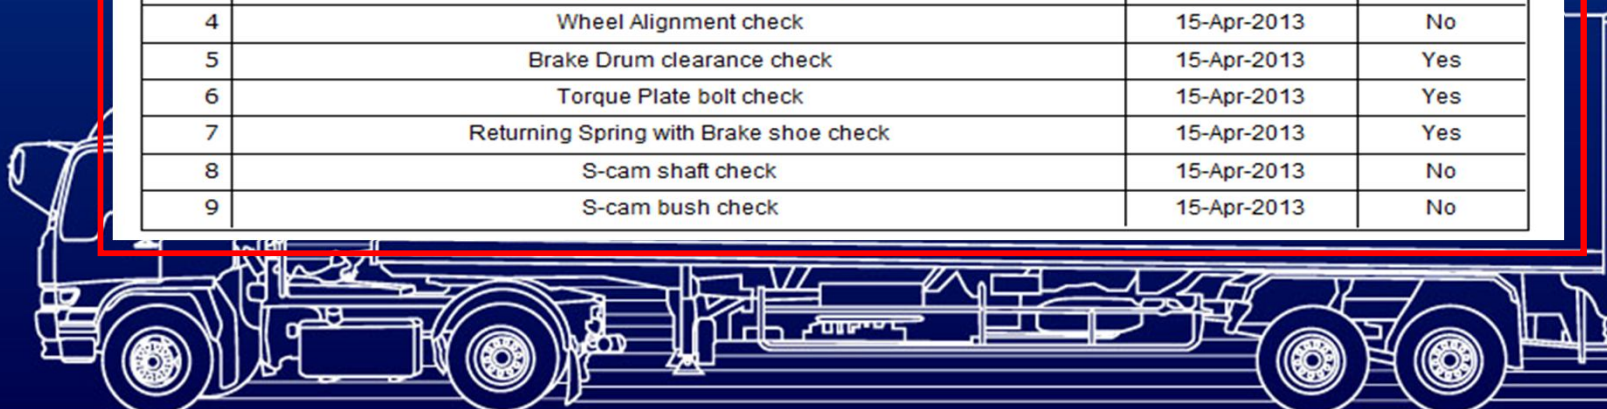 4 Wheel Alignment check 15-Apr-2013 No
5 Brake Drum clearance check 15-Apr-2013 Yes
6 Torque Plate bolt check 15-Apr-2013 Yes
7 Returning Spring with Brake shoe check 15-Apr-2013 Yes
8 S-cam shaft check 15-Apr-2013 No
9 S-cam bush check 15-Apr-2013 No